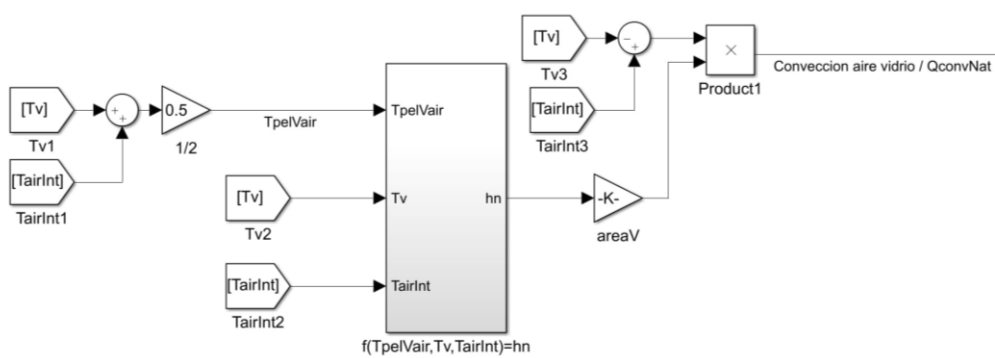 [Tv]
Tv1
[TairInt]
TairInt1
+
+
0.5
1/2
TpelVair
[Tv]
Tv2
[TairInt]
TairInt2
TpelVair
Tv
TairInt
hn
f(TpelVair,Tv,TairInt)=hn
[Tv]
Tv3
[TairInt]
TairInt3
−
+
-K-
areaV
×
Product1
Conveccion aire vidrio / QconvNat